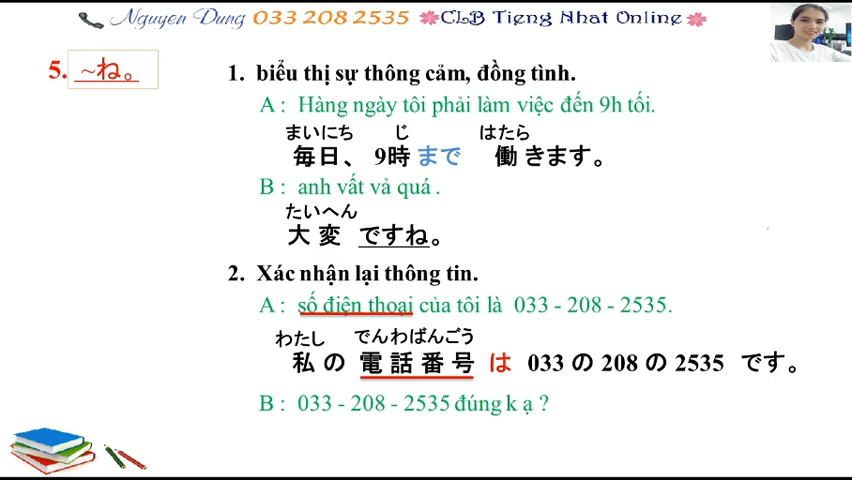 Nguyen Dung 033 208 2535 CLB Tieng Nhat Online
5. ~ね。
1. biểu thị sự thông cảm, đồng tình.
A : Hàng ngày tôi phải làm việc đến 9h tối.
まいにち じ はたら
毎日、 9時 まで 働きます。
B : anh vất vả quá .
たいへん
大変 ですね。
2. Xác nhận lại thông tin.
A : số điện thoại của tôi là 033 - 208 - 2535.
わたし でんわばんごう
私の 電話番号 は 033 の 208 の 2535 です。
B : 033 - 208 - 2535 đúng k ạ ?